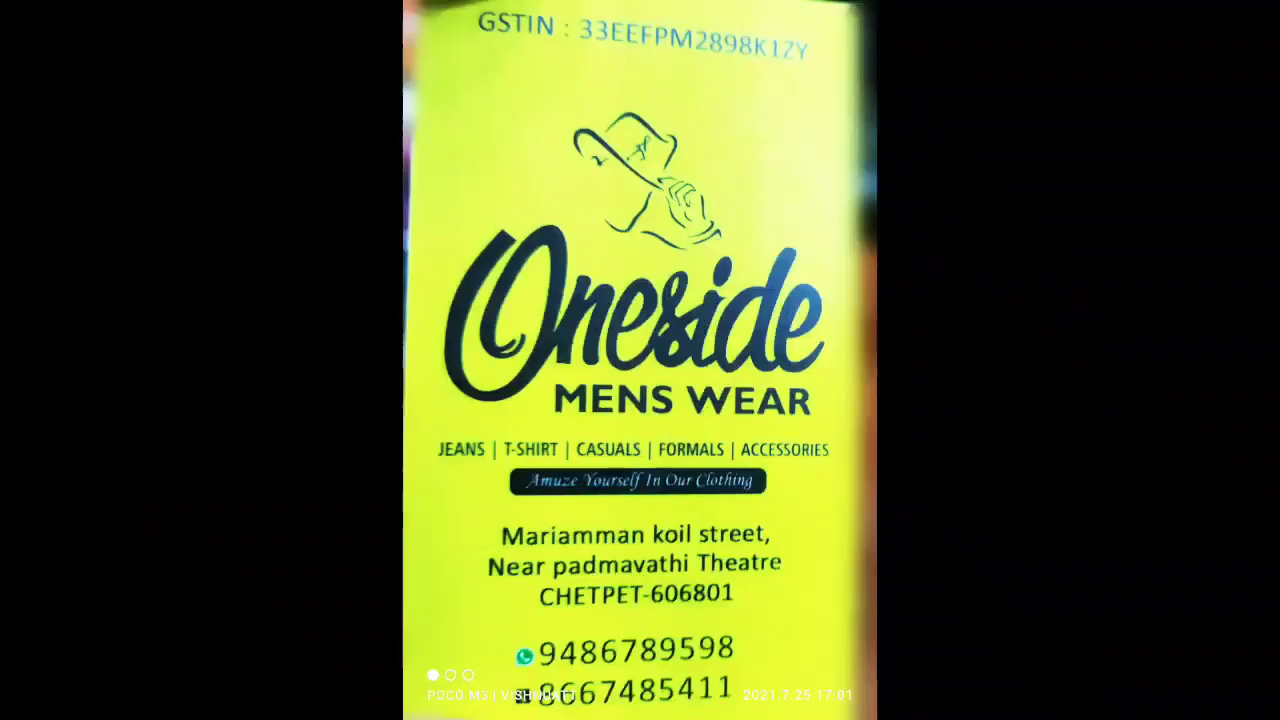 GSTIN : 33EEFPM2898K1ZY
Oneside
MENS WEAR
JEANS | T-SHIRT | CASUALS | FORMALS | ACCESSORIES
Amuze Yourself In Our Clothing
Mariamman koil street,
Near padmavathi Theatre
CHETPET-606801
9486789598
8667485411
POCO M3 | 2021.7.25 17:01